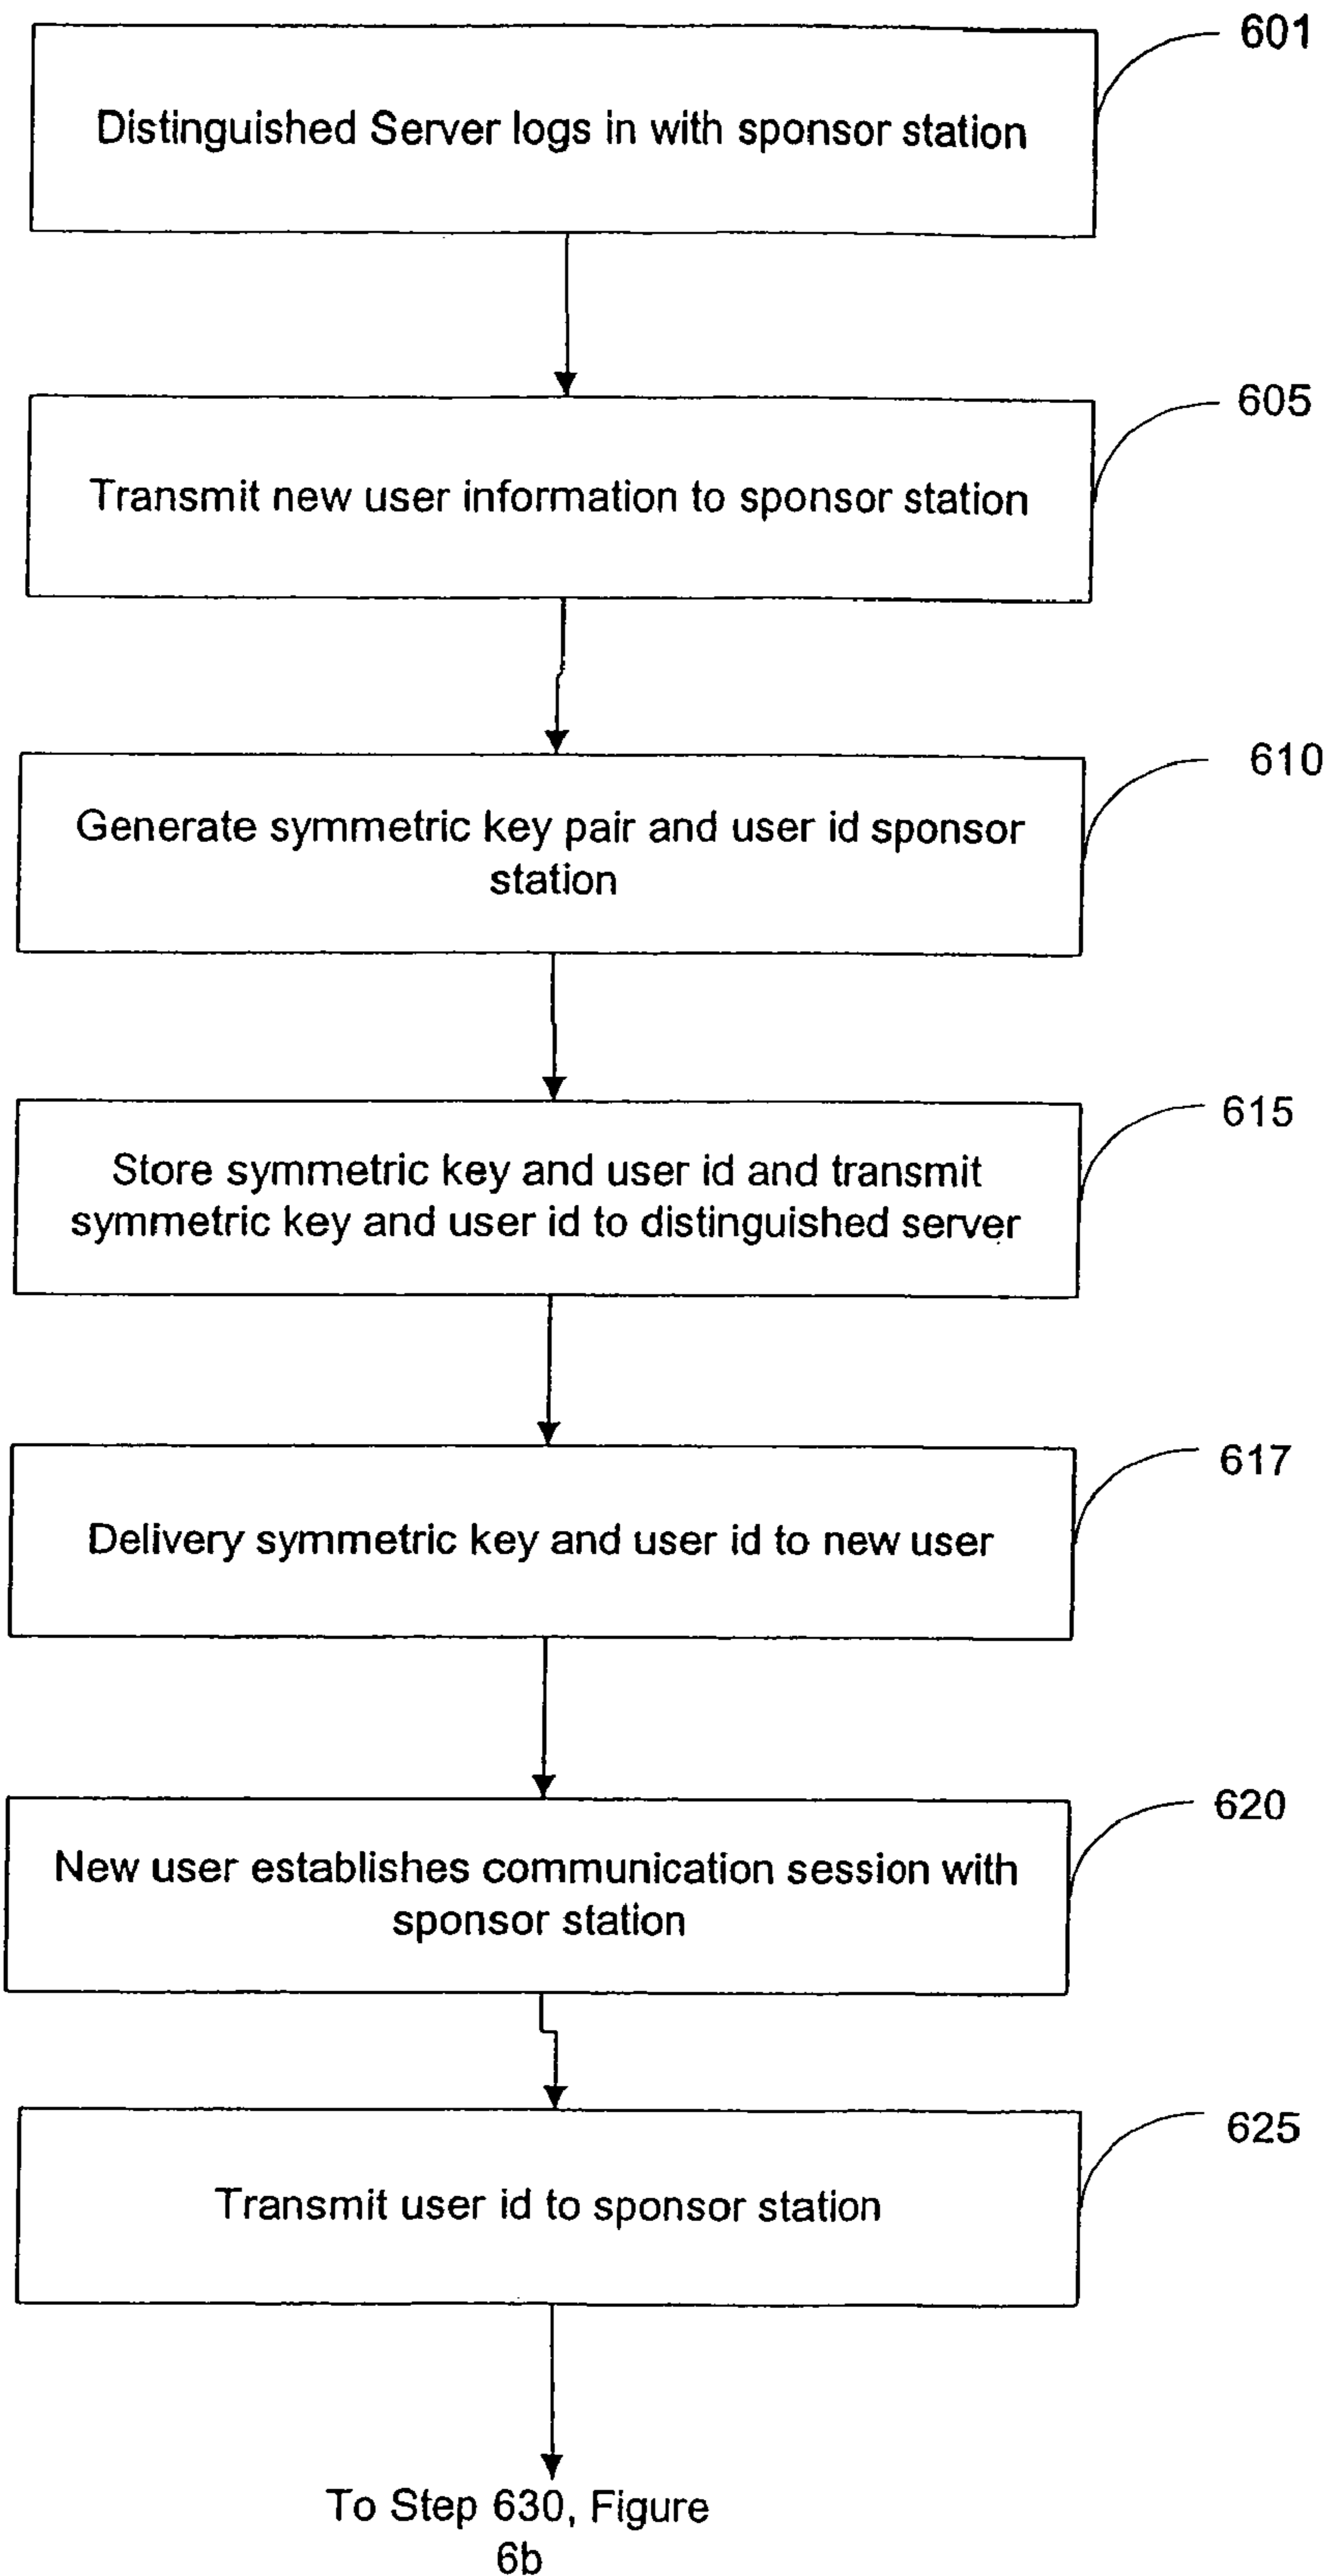 601
Distinguished Server logs in with sponsor station
605
Transmit new user information to sponsor station
610
Generate symmetric key pair and user id sponsor
station
615
Store symmetric key and user id and transmit
symmetric key and user id to distinguished server
617
Delivery symmetric key and user id to new user
620
New user establishes communication session with
sponsor station
625
Transmit user id to sponsor station
To Step 630, Figure
6b